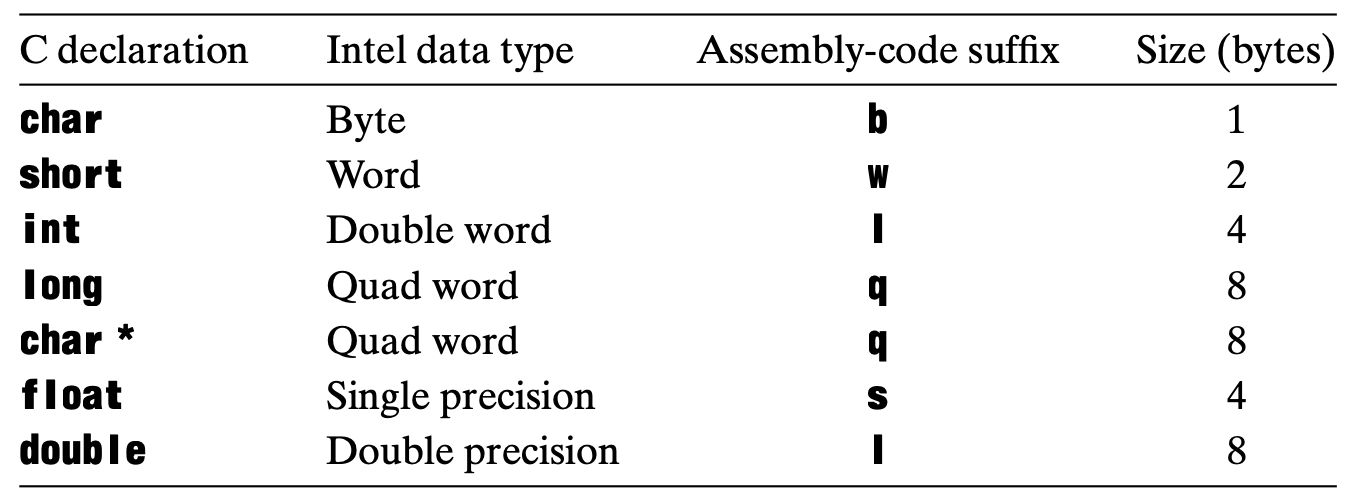 C declaration Intel data type Assembly-code suffix Size (bytes)
char Byte b 1
short Word w 2
int Double word l 4
long Quad word q 8
char * Quad word q 8
float Single precision s 4
double Double precision l 8